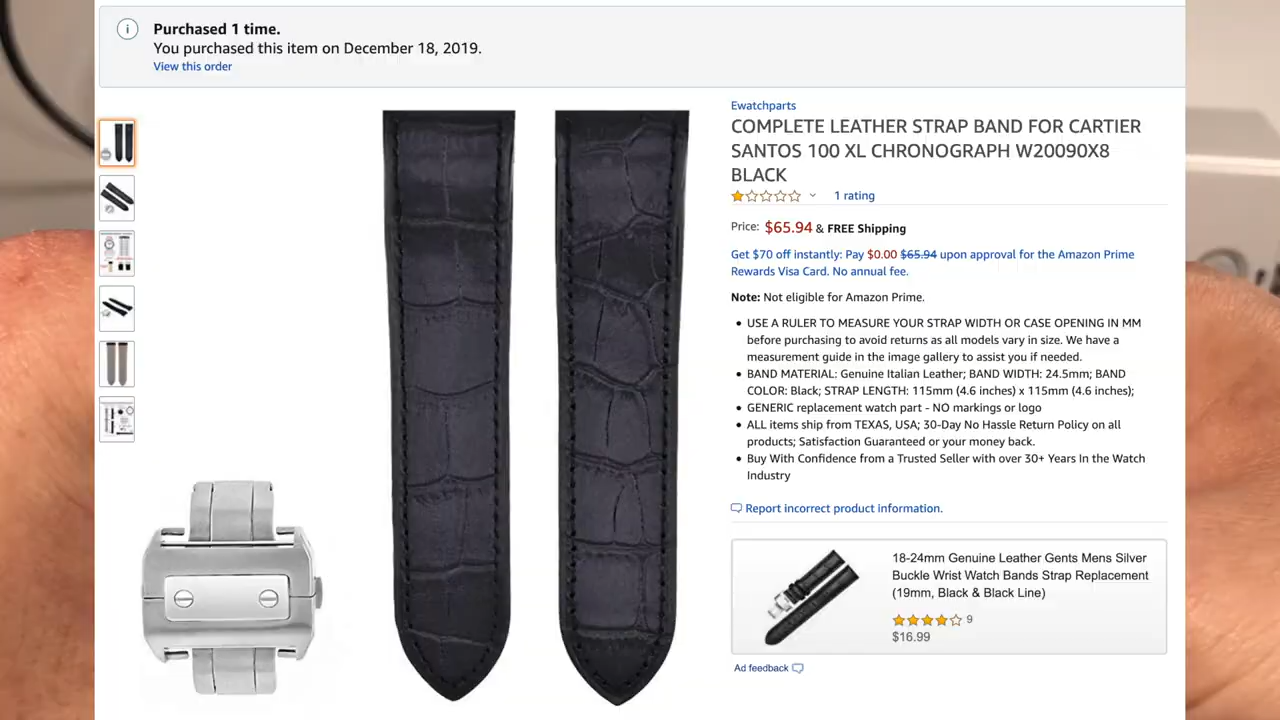 Purchased 1 time.
You purchased this item on December 18, 2019.
View this order
Ewatchparts
COMPLETE LEATHER STRAP BAND FOR CARTIER
SANTOS 100 XL CHRONOGRAPH W20090X8
BLACK
1 rating
Price: $65.94 & FREE Shipping
Get $70 off instantly: Pay $0.00 $65.94 upon approval for the Amazon Prime
Rewards Visa Card. No annual fee.
Note: Not eligible for Amazon Prime.
• USE A RULER TO MEASURE YOUR STRAP WIDTH OR CASE OPENING IN MM
before purchasing to avoid returns as all models vary in size. We have a
measurement guide in the image gallery to assist you if needed.
• BAND MATERIAL: Genuine Italian Leather; BAND WIDTH: 24.5mm; BAND
COLOR: Black; STRAP LENGTH: 115mm (4.6 inches) x 115mm (4.6 inches);
• GENERIC replacement watch part - NO markings or logo
• ALL items ship from TEXAS, USA; 30-Day No Hassle Return Policy on all
products; Satisfaction Guaranteed or your money back.
• Buy With Confidence from a Trusted Seller with over 30+ Years In the Watch
Industry
Report incorrect product information.
18-24mm Genuine Leather Gents Mens Silver
Buckle Wrist Watch Bands Strap Replacement
(19mm, Black & Black Line)
9
$16.99
Ad feedback